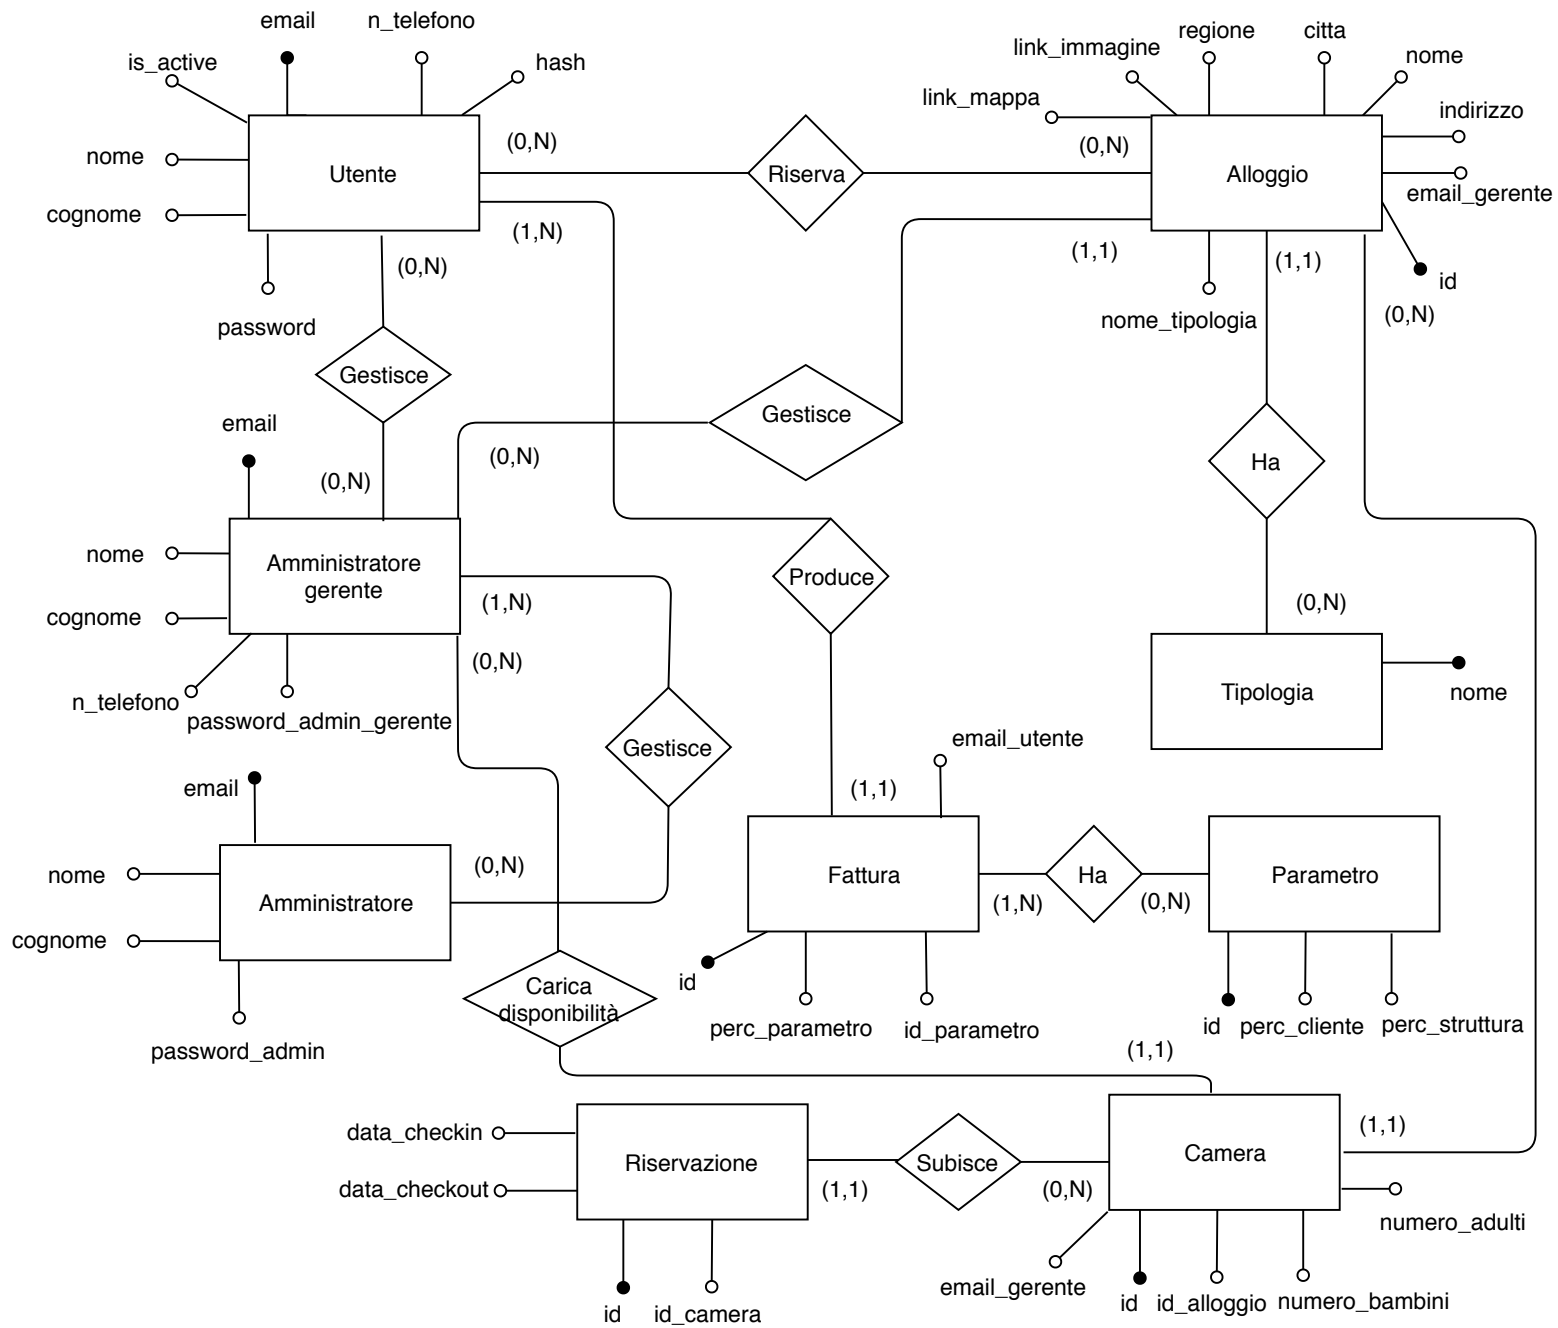 email
n_telefono
is_active
hash
nome
cognome
Utente
password
(0,N)
(1,N)
(0,N)
Riserva
(0,N)
link_mappa
link_immagine
regione
citta
nome
indirizzo
email_gerente
id
Alloggio
nome_tipologia
(1,1)
(1,1)
(0,N)
Gestisce
Gestisce
Ha
email
(0,N)
(0,N)
nome
cognome
Amministratore
gerente
n_telefono
password_admin_gerente
(1,N)
(0,N)
Produce
(0,N)
Tipologia
nome
Gestisce
email_utente
email
(1,1)
nome
cognome
Amministratore
(0,N)
password_admin
Fattura
(1,N)
Ha
(0,N)
Parametro
id
perc_parametro
id_parametro
id
perc_cliente
perc_struttura
Carica
disponibilità
(1,1)
data_checkin
data_checkout
Riservazione
(1,1)
Subisce
(0,N)
Camera
(1,1)
numero_adulti
id
id_camera
email_gerente
id
id_alloggio
numero_bambini